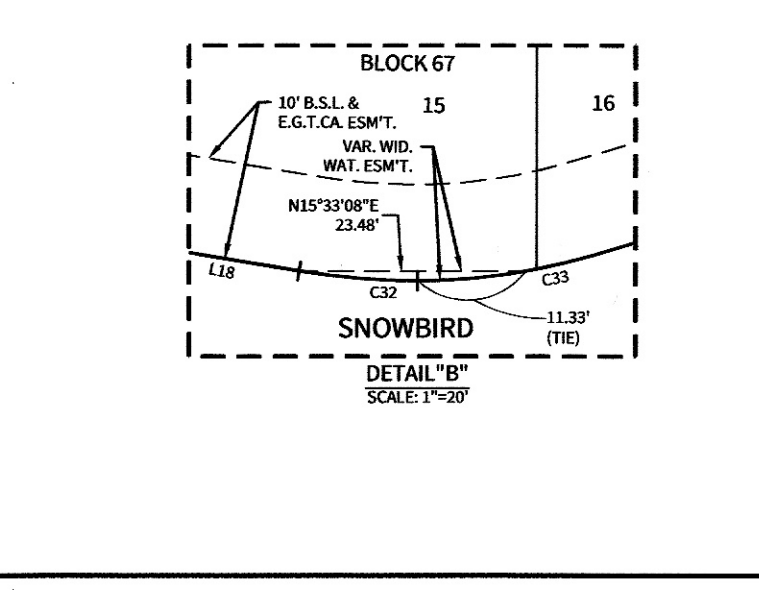 BLOCK 67
10' B.S.L. &
E.G.T.CA. ESM'T.
15
16
VAR. WID.
WAT. ESM'T.
N15°33'08"E
23.48'
L18
C32
C33
SNOWBIRD
11.33'
(TIE)
DETAIL"B"
SCALE: 1"=20'